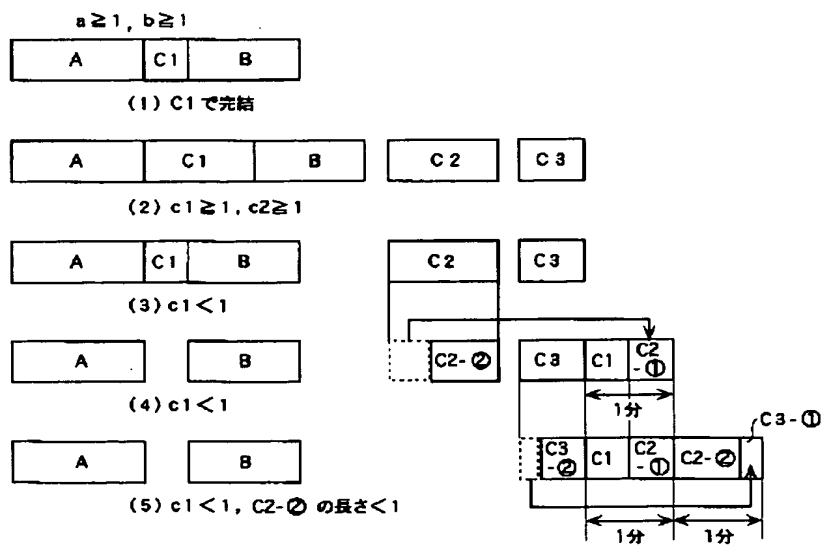 a≧1, b≧1
A C1 B
(1) C1で完結
A C1 B C2 C3
(2) c1≧1, c2≧1
A C1 B C2 C3
(3) c1<1
A B C2-② C3 C1 C2
-①
(4) c1<1
1分
C3-①
A B C3
-② C1 C2
-① C2-②
(5) c1<1, C2-② の長さ<1
1分 1分